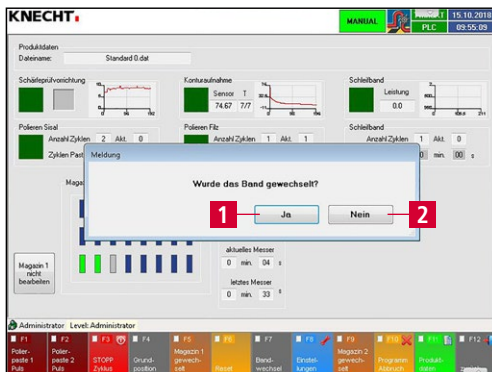 KNECHT
MANUAL
PLC
15.10.2018
09:55:09
Produktdaten
Dateiname: Standard 0.dat
Schärfeprüfvorrichtung
Konturaufnahme
Sensor T
74.67 7/7
Schleifband
Leistung
0.0
Polieren Sisal
Anzahl Zyklen 2 Akt. 0
Zyklen Past
Polieren Filz
Anzahl Zyklen 1 Akt. 1
Schleifband
Anzahl Zyklen 1 Akt. 0
0 min. 00 s
Meldung
Wurde das Band gewechselt?
1
Ja
Nein
2
Maga
Magazin 1
nicht
bearbeiten
aktuelles Messer
0 min. 04 s
letztes Messer
0 min. 33 s
Administrator Level: Administrator
F1
Polier-
paste 1
Puls
F2
Polier-
paste 2
Puls
F3
STOPP
Zyklus
F4
Grund-
position
F5
Magazin 1
gewech-
selt
F6
Reset
F7
Band-
wechsel
F8
Einstel-
lungen
F9
Magazin 2
gewech-
selt
F10
Programm
Abbruch
F11
Produkt-
daten
F12